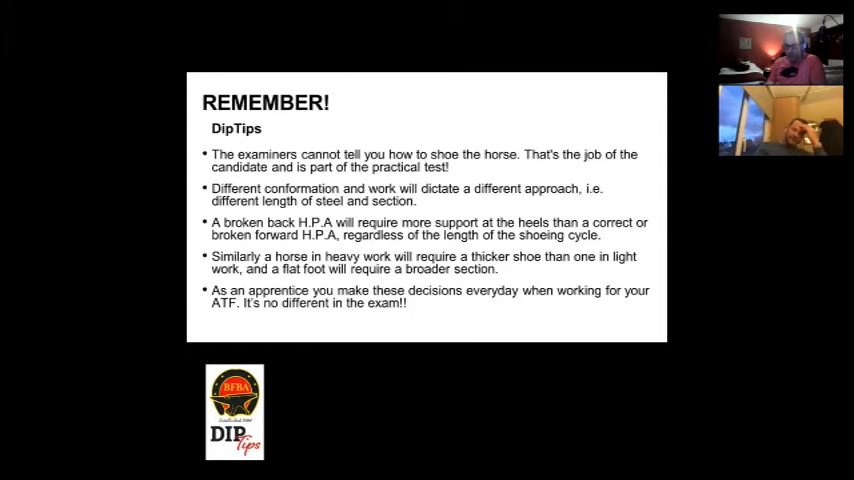 REMEMBER!
DipTips
• The examiners cannot tell you how to shoe the horse. That's the job of the
candidate and is part of the practical test!
• Different conformation and work will dictate a different approach, i.e.
different length of steel and section.
• A broken back H.P.A will require more support at the heels than a correct or
broken forward H.P.A, regardless of the length of the shoeing cycle.
• Similarly a horse in heavy work will require a thicker shoe than one in light
work, and a flat foot will require a broader section.
• As an apprentice you make these decisions everyday when working for your
ATF. It's no different in the exam!!
BFBA
DIP
Tips